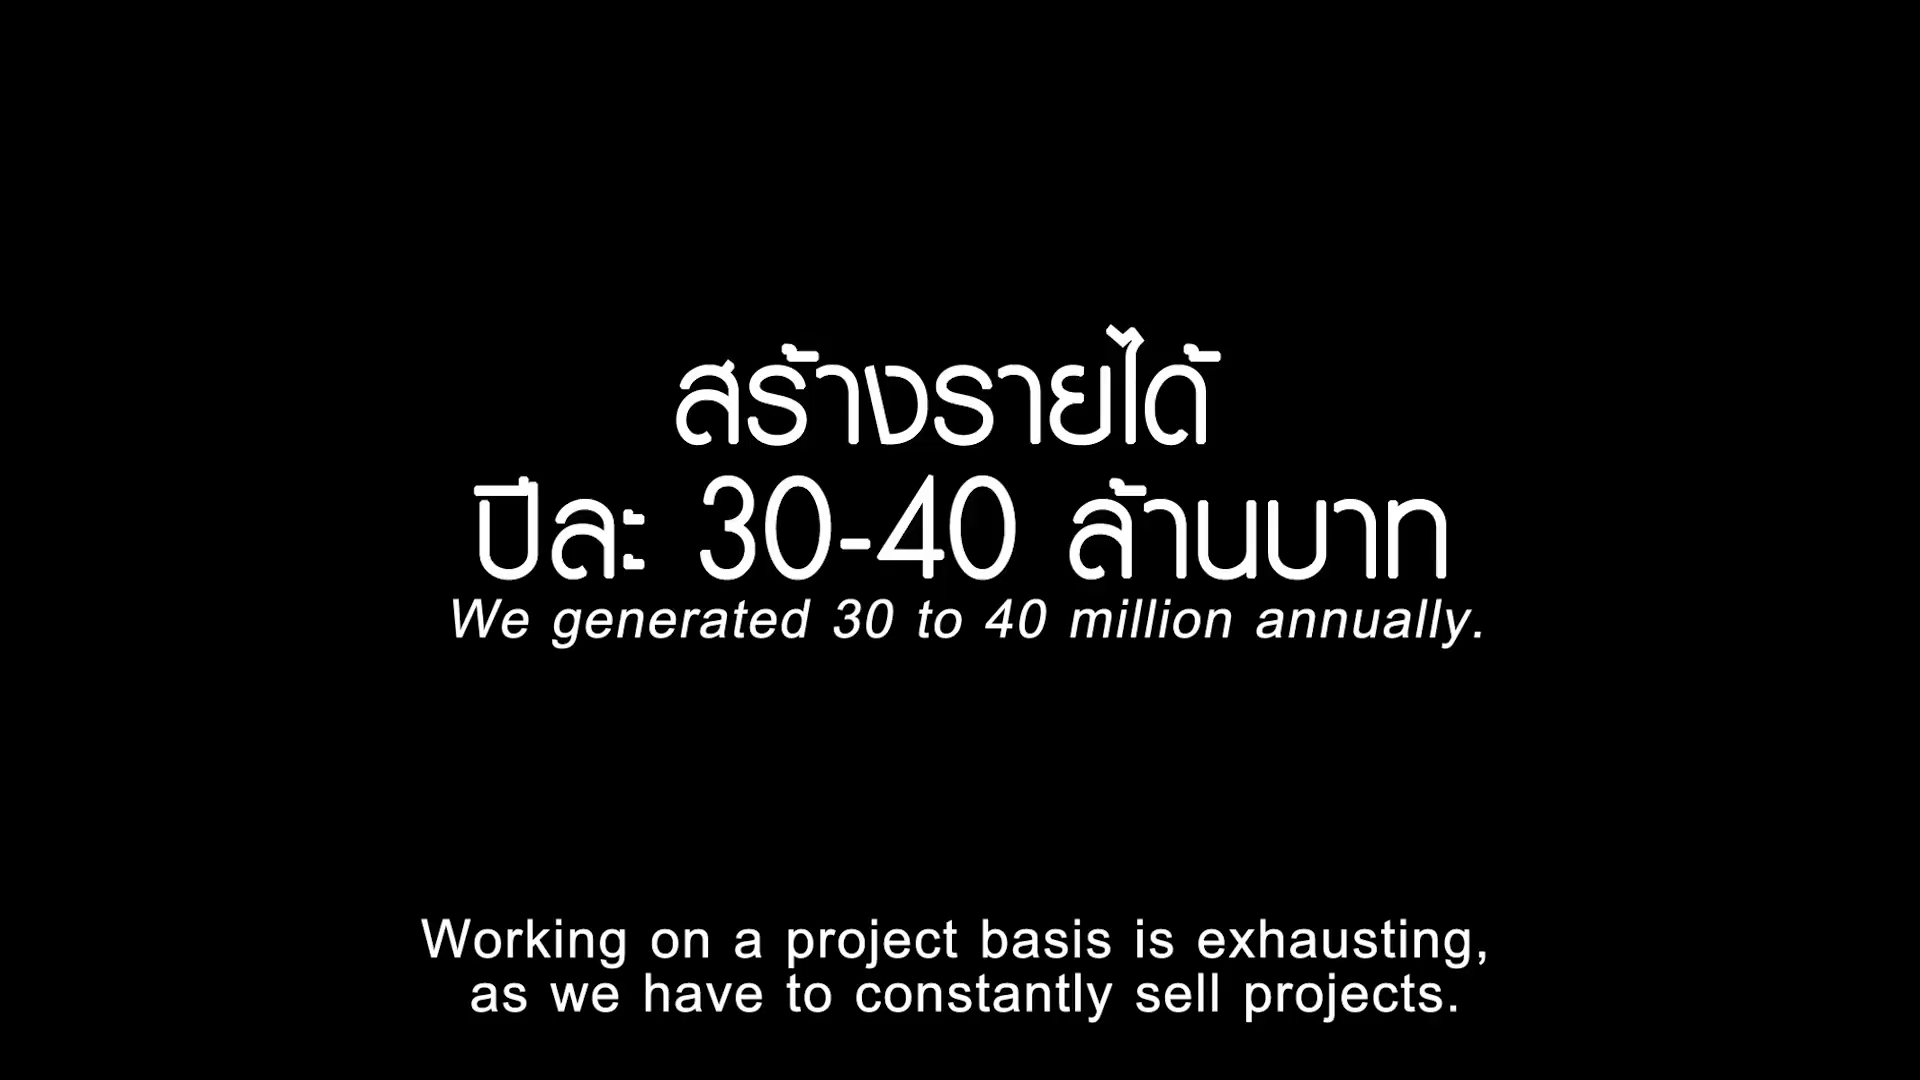 สร้างรายได้
ปีละ 30-40 ล้านบาท
We generated 30 to 40 million annually.
Working on a project basis is exhausting,
as we have to constantly sell projects.